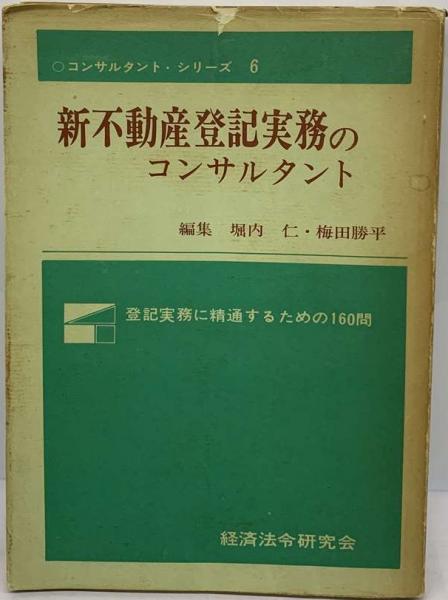 ○コンサルタント・シリーズ 6
新不動産登記実務の
コンサルタント
編集 堀内 仁・梅田勝平
登記実務に精通するための160問
経済法令研究会